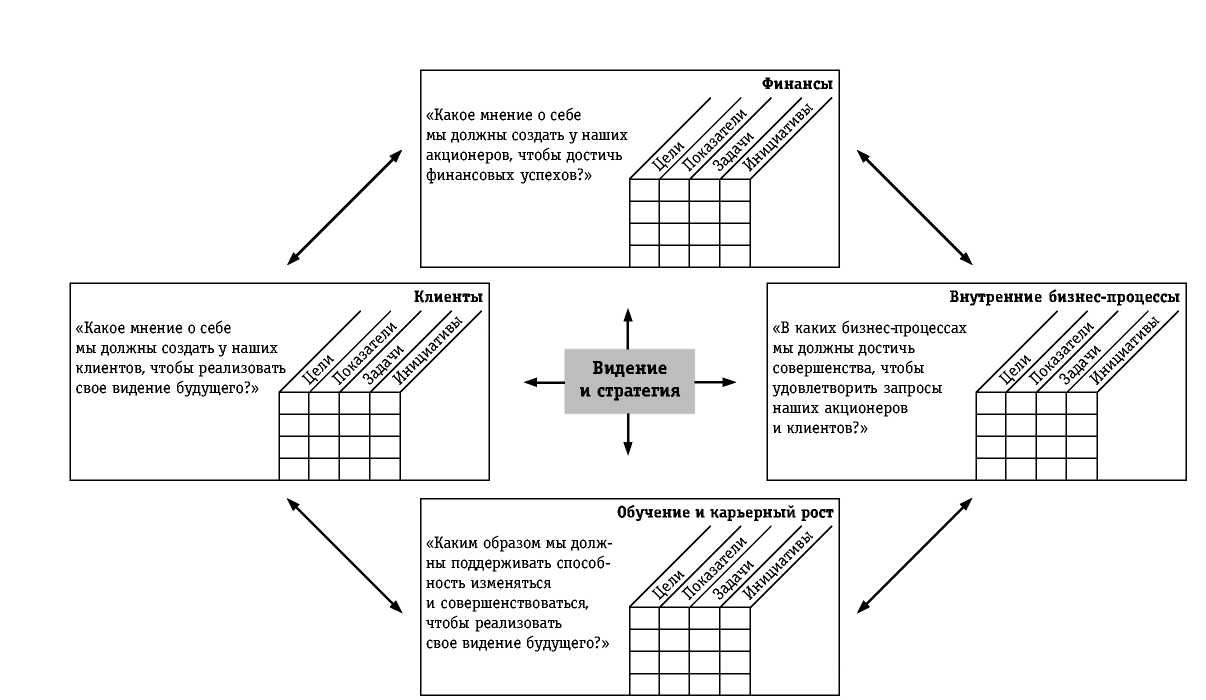 Финансы
«Какое мнение о себе
мы должны создать у наших
акционеров, чтобы достичь
финансовых успехов?»
Цели
Показатели
Задачи
Инициативы
Клиенты
«Какое мнение о себе
мы должны создать у наших
клиентов, чтобы реализовать
свое видение будущего?»
Цели
Показатели
Задачи
Инициативы
Видение
и стратегия
Внутренние бизнес-процессы
«В каких бизнес-процессах
мы должны достичь
совершенства, чтобы
удовлетворить запросы
наших акционеров
и клиентов?»
Цели
Показатели
Задачи
Инициативы
Обучение и карьерный рост
«Каким образом мы долж-
ны поддерживать способ-
ность изменяться
и совершенствоваться,
чтобы реализовать
свое видение будущего?»
Цели
Показатели
Задачи
Инициативы